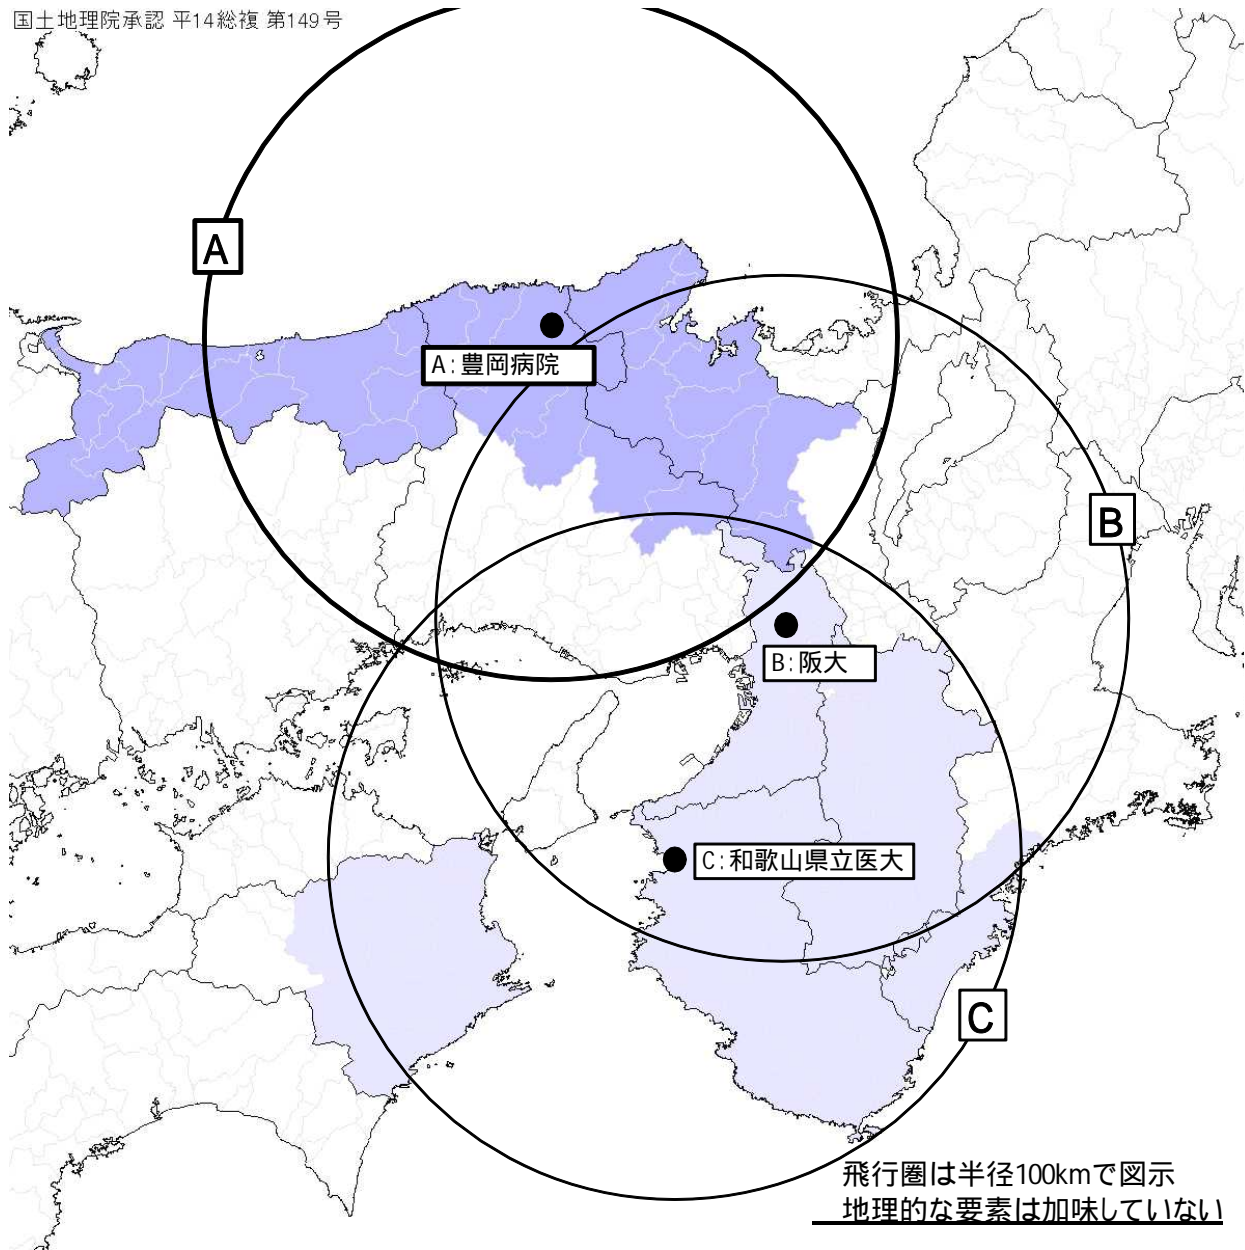 国土地理院承認 平14総複 第149号
A
A:豊岡病院
B
B:阪大
C:和歌山県立医大
C
飛行圏は半径100kmで図示
地理的な要素は加味していない